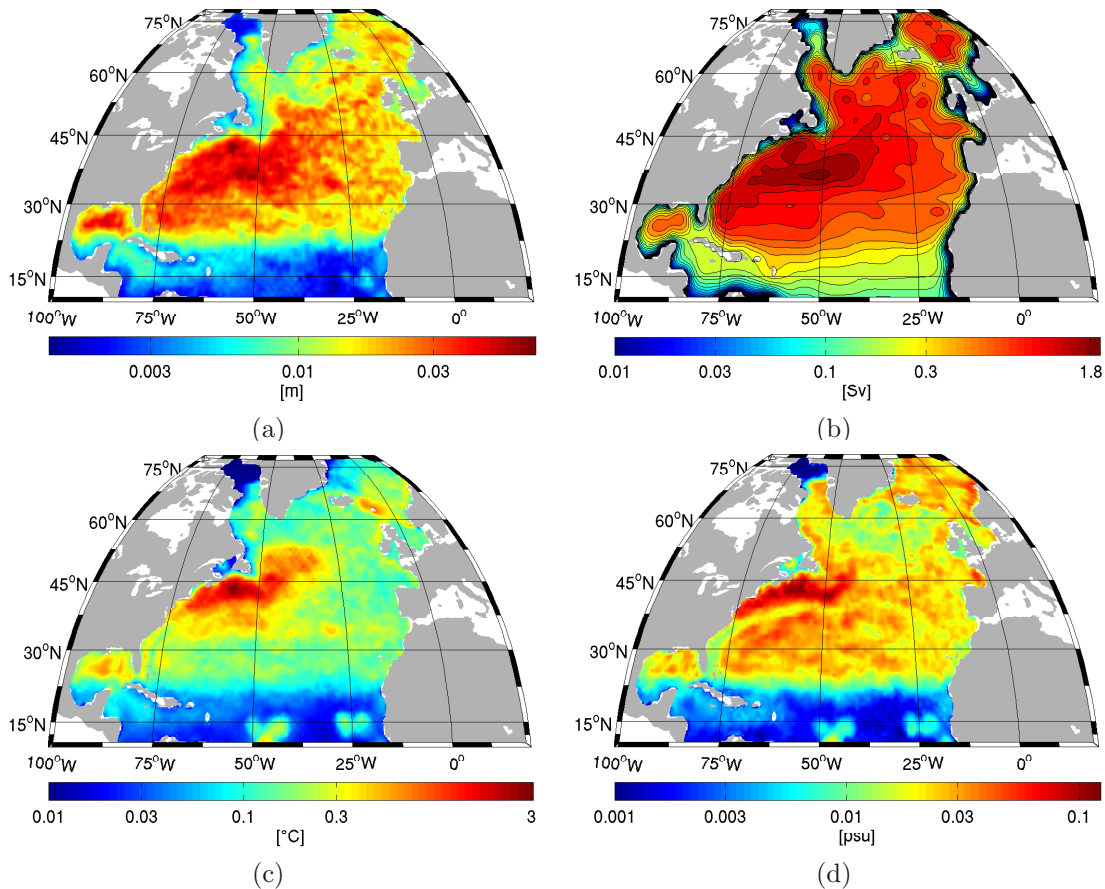 75°N 75°N
60°N 60°N
45°N 45°N
30°N 30°N
15°N 15°N
100°W 75°W 50°W 25°W 0° 100°W 75°W 50°W 25°W 0°
0.003 0.01 0.03 0.01 0.03 0.1 0.3 1.8
[m] [Sv]
(a) (b)
75°N 75°N
60°N 60°N
45°N 45°N
30°N 30°N
15°N 15°N
100°W 75°W 50°W 25°W 0° 100°W 75°W 50°W 25°W 0°
0.01 0.03 0.1 0.3 3 0.001 0.003 0.01 0.03 0.1
[°C] [psu]
(c) (d)